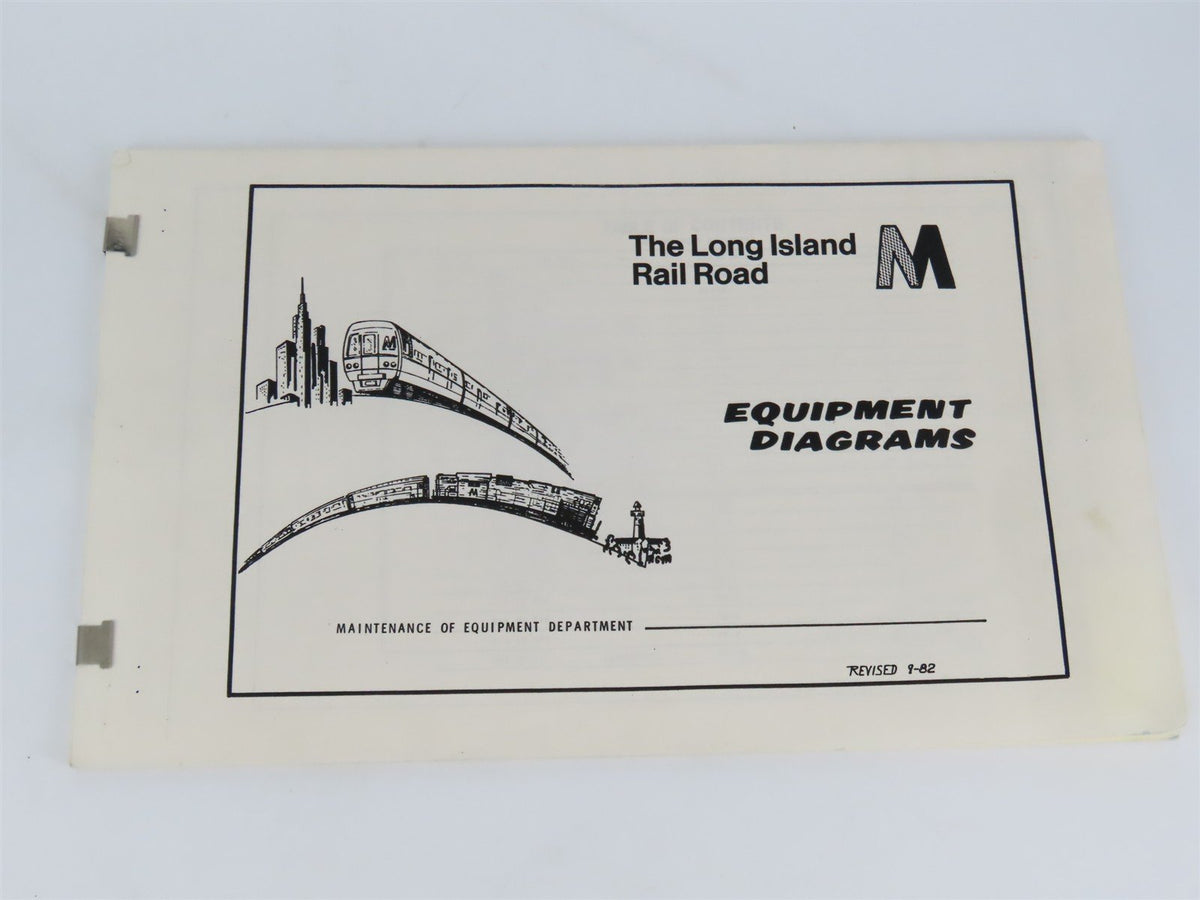 The Long Island
Rail Road
M
EQUIPMENT
DIAGRAMS
M
M
MAINTENANCE OF EQUIPMENT DEPARTMENT
REVISED 9-82